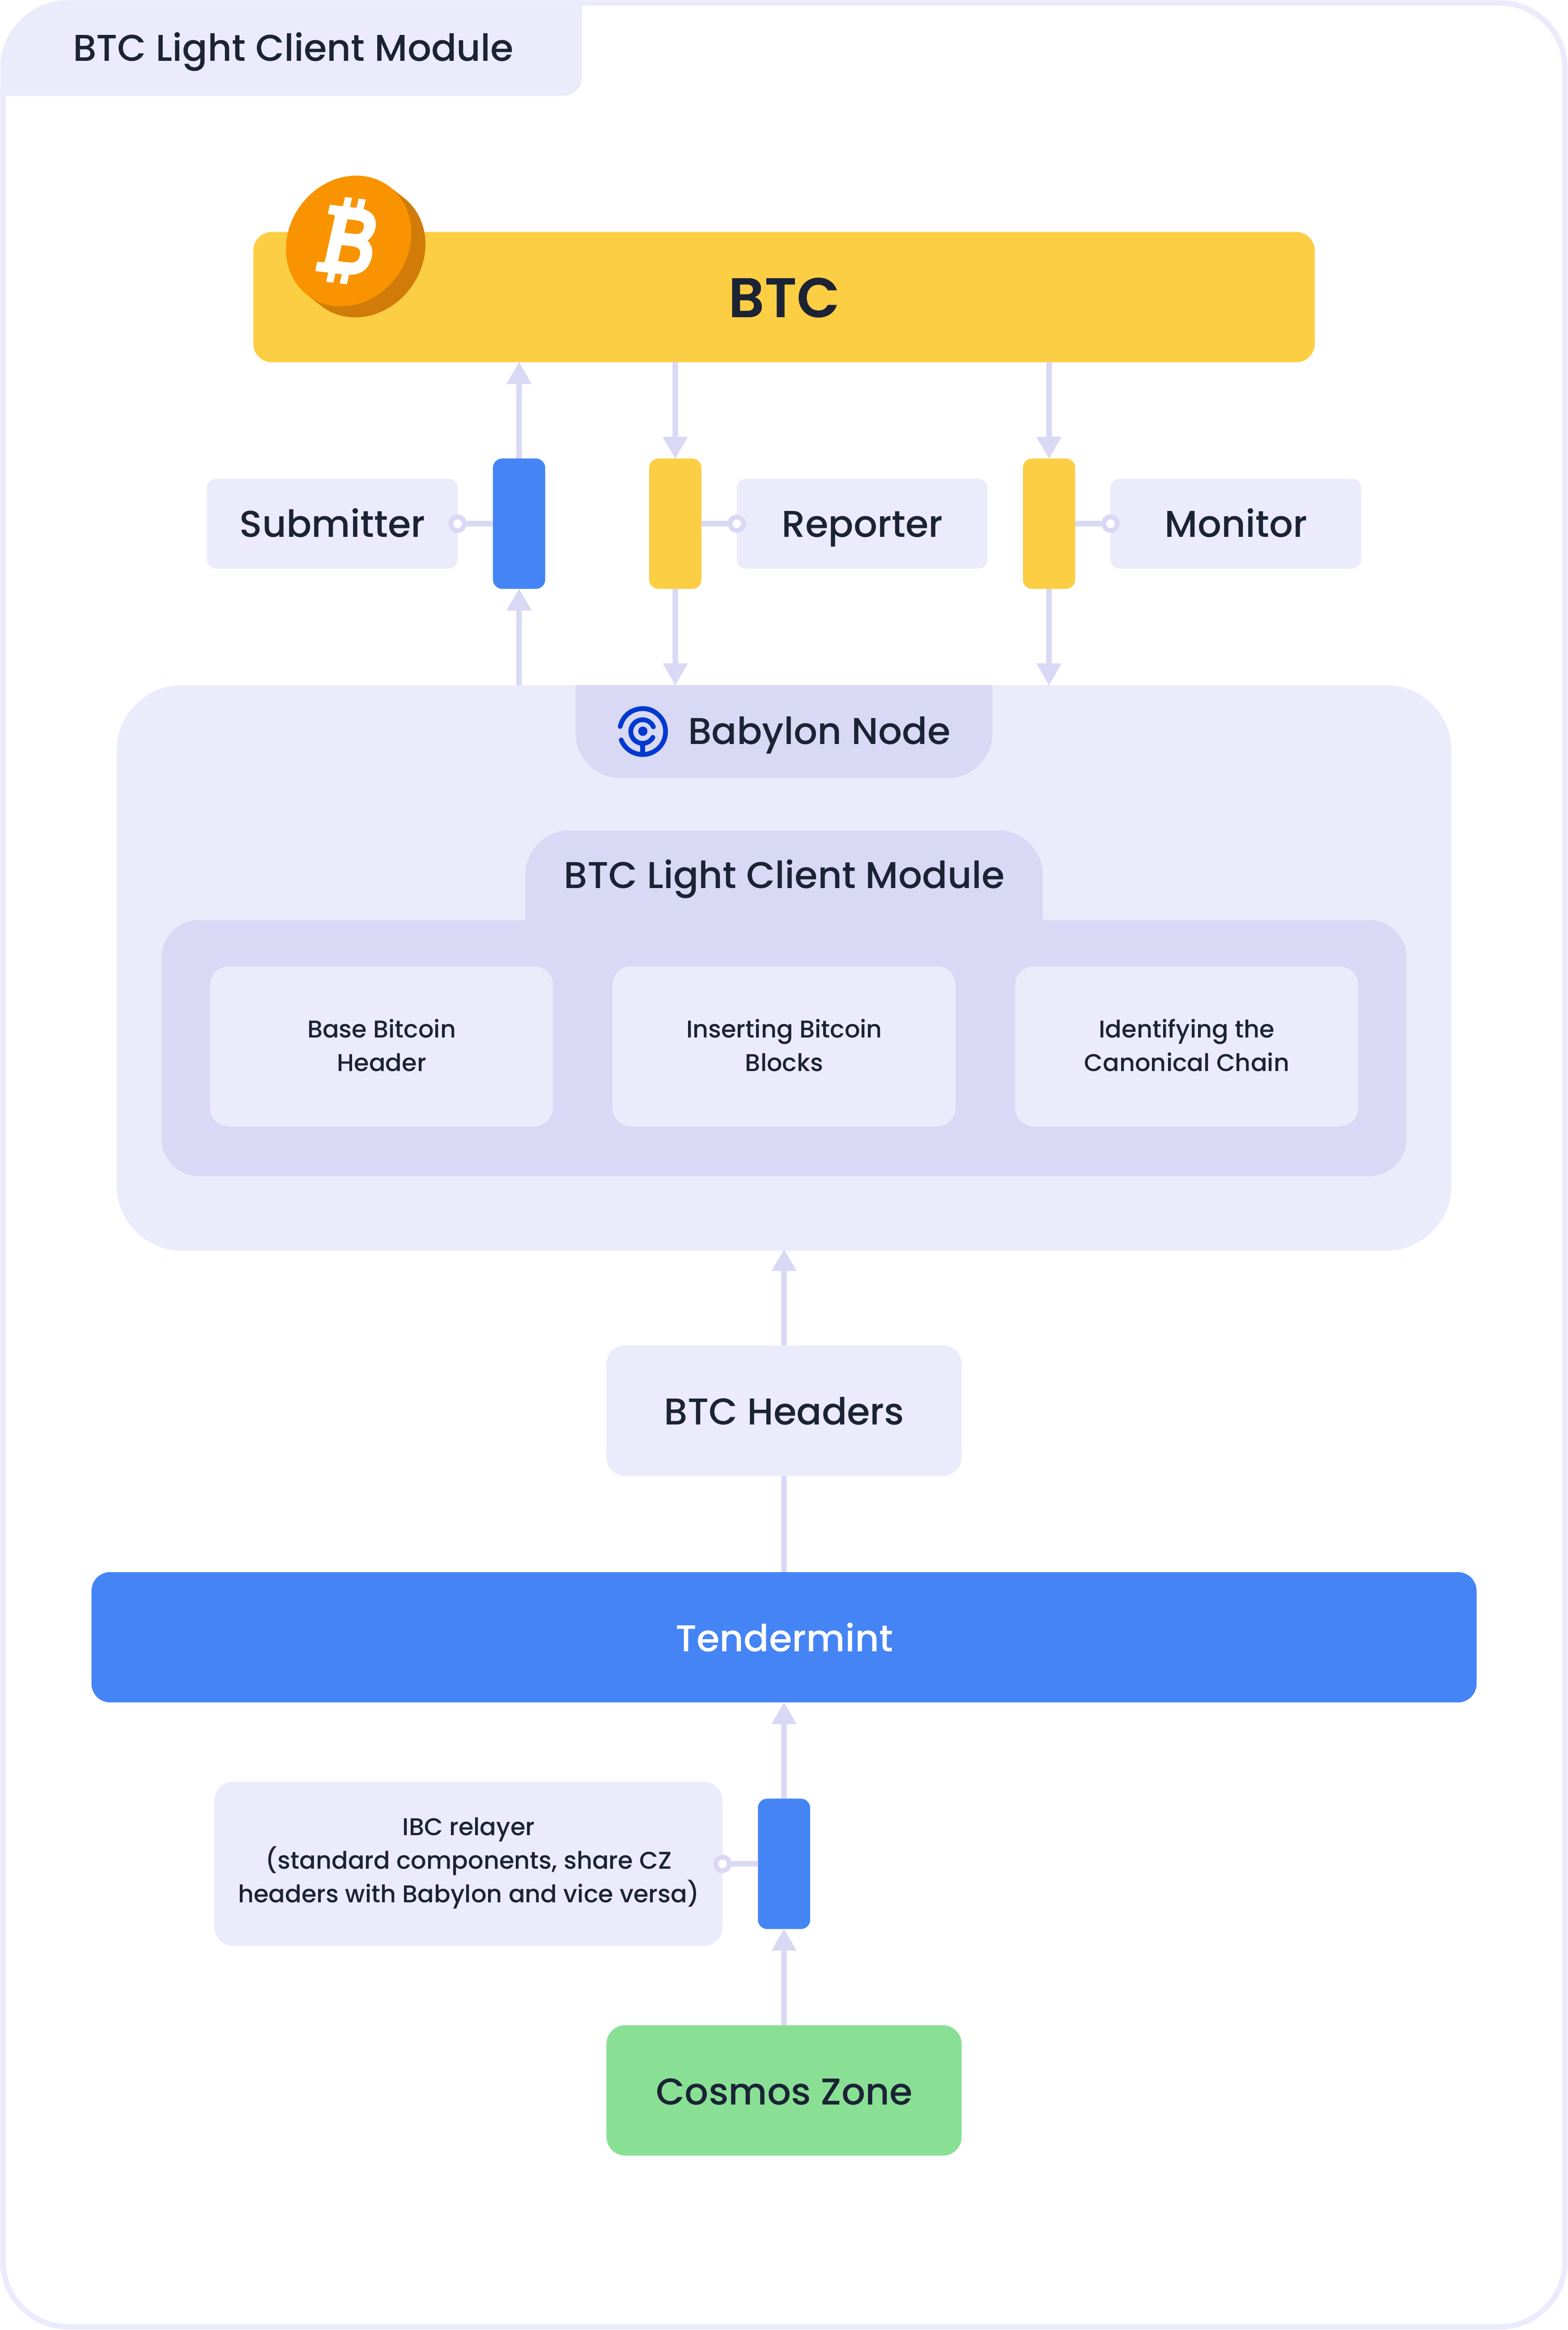 BTC Light Client Module
BTC
Submitter
Reporter
Monitor
Babylon Node
BTC Light Client Module
Base Bitcoin
Header
Inserting Bitcoin
Blocks
Identifying the
Canonical Chain
BTC Headers
Tendermint
IBC relayer
(standard components, share CZ
headers with Babylon and vice versa)
Cosmos Zone